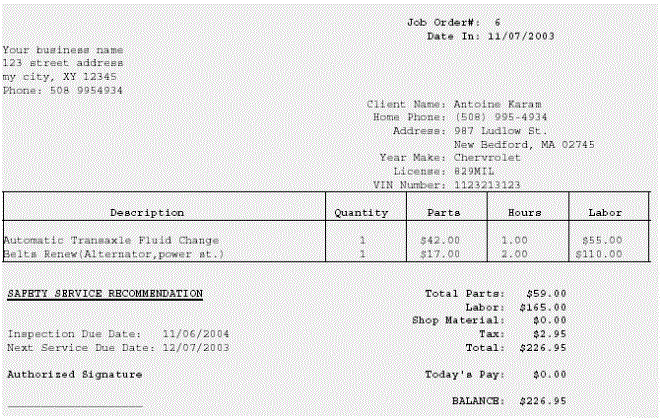 Job Order#: 6
Date In: 11/07/2003
Your business name
123 street address
my city, XY 12345
Phone: 508 9954934
Client Name: Antoine Karam
Home Phone: (508) 995-4934
Address: 987 Ludlow St.
New Bedford, MA 02745
Year Make: Chervrolet
License: 829MIL
VIN Number: 1123213123
Description Quantity Parts Hours Labor
Automatic Transaxle Fluid Change 1 $42.00 1.00 $55.00
Belts Renew(Alternator,power st.) 1 $17.00 2.00 $110.00
SAFETY SERVICE RECOMMENDATION
Total Parts: $59.00
Labor: $165.00
Shop Material: $0.00
Inspection Due Date: 11/06/2004
Tax: $2.95
Next Service Due Date: 12/07/2003
Total: $226.95
Authorized Signature
Today's Pay: $0.00
BALANCE: $226.95